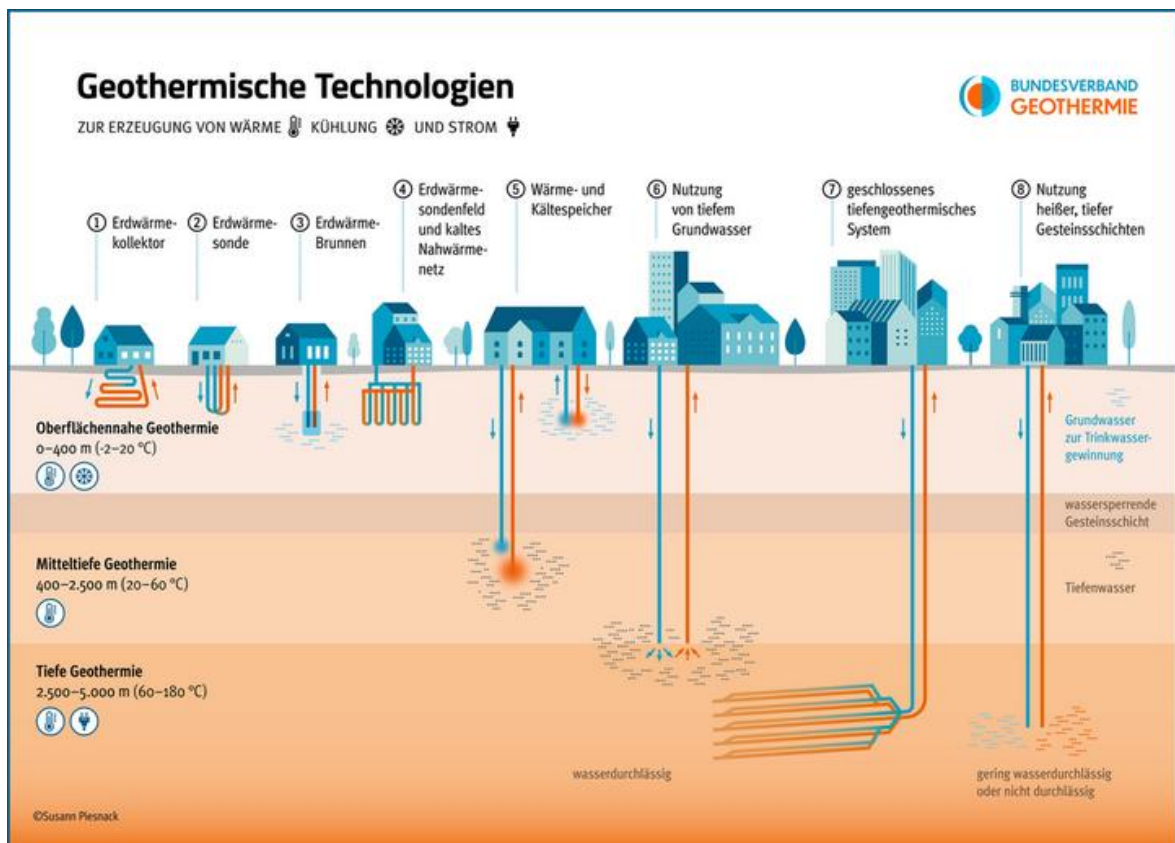 Geothermische Technologien
ZUR ERZEUGUNG VON WÄRME KÜHLUNG UND STROM
BUNDESVERBAND
GEOTHERMIE
1 Erdwärme-
kollektor
2 Erdwärme-
sonde
3 Erdwärme-
Brunnen
4 Erdwärme-
sondenfeld
und kaltes
Nahwärme-
netz
5 Wärme- und
Kältespeicher
6 Nutzung
von tiefem
Grundwasser
7 geschlossenes
tiefengeothermisches
System
8 Nutzung
heißer, tiefer
Gesteinsschichten
Oberflächennahe Geothermie
0–400 m (-2–20 °C)
Grundwasser
zur Trinkwasser-
gewinnung
wassersperrende
Gesteinsschicht
Mitteltiefe Geothermie
400–2.500 m (20–60 °C)
Tiefenwasser
Tiefe Geothermie
2.500–5.000 m (60–180 °C)
wasserdurchlässig
gering wasserdurchlässig
oder nicht durchlässig
©Susann Piesnack